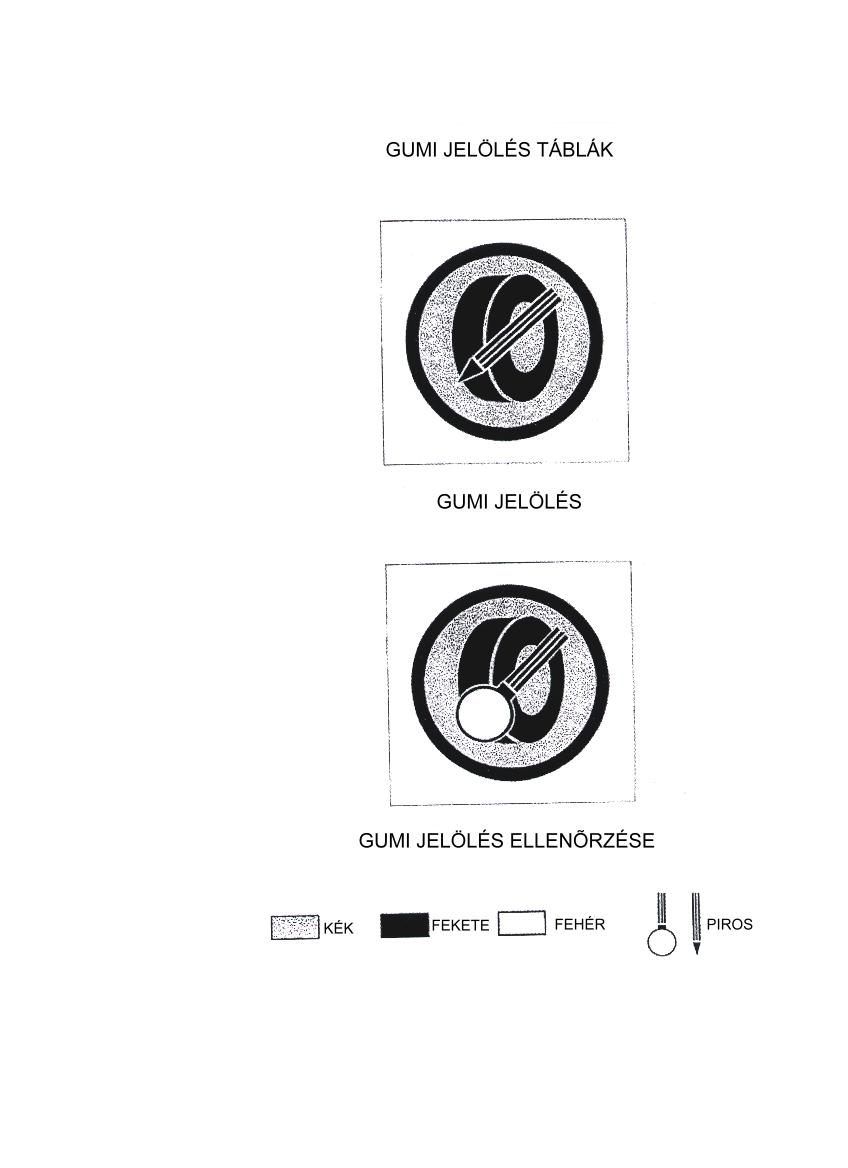 GUMI JELÖLÉS TÁBLÁK
GUMI JELÖLÉS
GUMI JELÖLÉS ELLENÕRZÉSE
KÉK FEKETE FEHÉR PIROS